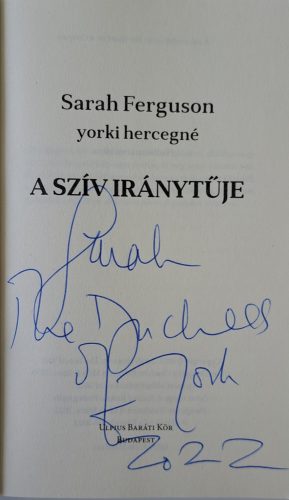 Sarah Ferguson
yorki hercegné
A SZÍV IRÁNYTŰJE
Sarah
The Duchess
of York
ULPIUS BARÁTI KÖR
BUDAPEST
2022